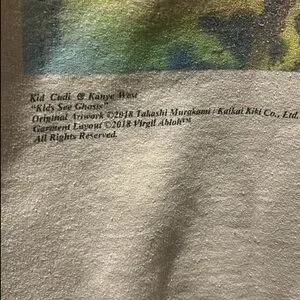 Kid Cudi & Kanye West
"Kids See Ghosts"
Original Artwork ©2018 Takashi Murakami / Kaikai Kiki Co., Ltd.
Garment Layout ©2018 Virgil Abloh™
All Rights Reserved.